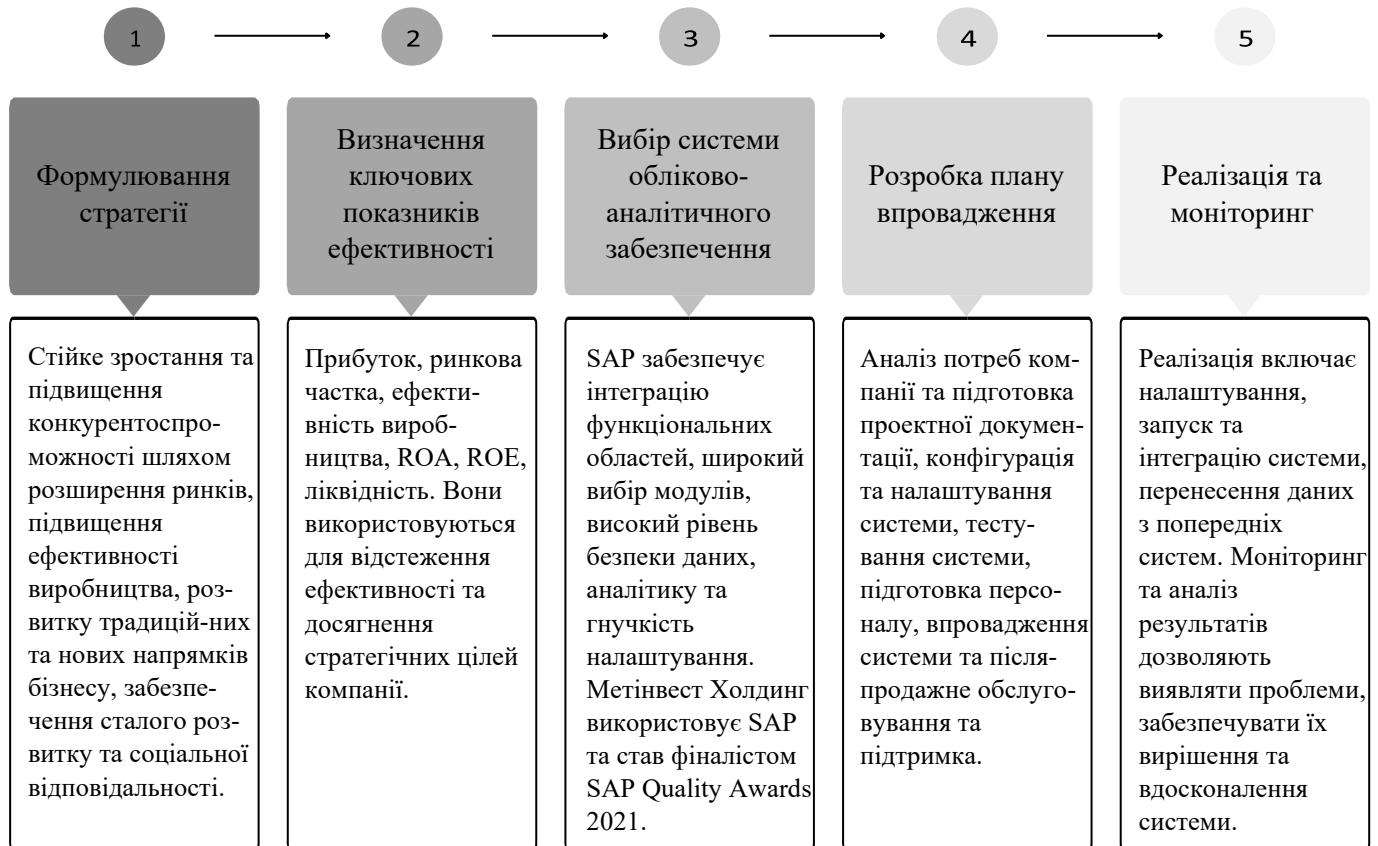 1
2
3
4
5
Формулювання
стратегії
Визначення
ключових
показників
ефективності
Вибір системи
обліково-
аналітичного
забезпечення
Розробка плану
впровадження
Реалізація та
моніторинг
Стійке зростання та
підвищення
конкурентоспро-
можності шляхом
розширення ринків,
підвищення
ефективності
виробництва, роз-
витку традицій-них
та нових напрямків
бізнесу, забезпе-
чення сталого роз-
витку та соціальної
відповідальності.
Прибуток, ринкова
частка, ефекти-
вність вироб-
ництва, ROA, ROE,
ліквідність. Вони
використовуються
для відстеження
ефективності та
досягнення
стратегічних цілей
компанії.
SAP забезпечує
інтеграцію
функціональних
областей, широкий
вибір модулів,
високий рівень
безпеки даних,
аналітику та
гнучкість
налаштування.
Метінвест Холдинг
використовує SAP
та став фіналістом
SAP Quality Awards
2021.
Аналіз потреб ком-
панії та підготовка
проектної докумен-
тації, конфігурація
та налаштування
системи, тесту-
вання системи,
підготовка персо-
налу, впровадження
системи та після-
продажне обслуго-
вування та
підтримка.
Реалізація включає
налаштування,
запуск та
інтеграцію системи,
перенесення даних
з попередніх
систем. Моніторинг
та аналіз
результатів
дозволяють
виявляти проблеми,
забезпечувати їх
вирішення та
вдосконалення
системи.